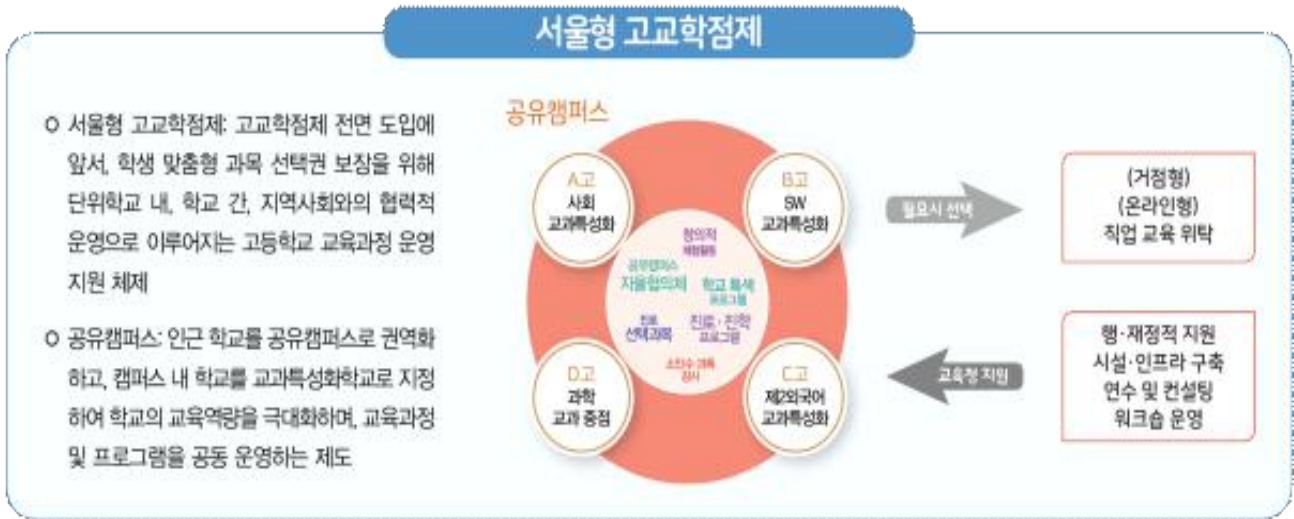 서울형 고교학점제
o 서울형 고교학점제: 고교학점제 전면 도입에
앞서, 학생 맞춤형 과목 선택권 보장을 위해
단위학교 내, 학교 간, 지역사회와의 협력적
운영으로 이루어지는 고등학교 교육과정 운영
지원 체제
o 공유캠퍼스: 인근 학교를 공유캠퍼스로 권역화
하고, 캠퍼스 내 학교를 교과특성화학교로 지정
하여 학교의 교육역량을 극대화하며, 교육과정
및 프로그램을 공동 운영하는 제도
공유캠퍼스
A고
사회
교과특성화
B고
SW
교과특성화
창의적
체험활동
공유캠퍼스
자율협의체
학교 특색
프로그램
진로
선택과목
진로·진학
프로그램
소인수 과목
강사
D고
과학
교과 중점
C고
제2외국어
교과특성화
필요시 선택
(거점형)
(온라인형)
직업 교육 위탁
교육청 지원
행·재정적 지원
시설·인프라 구축
연수 및 컨설팅
워크숍 운영